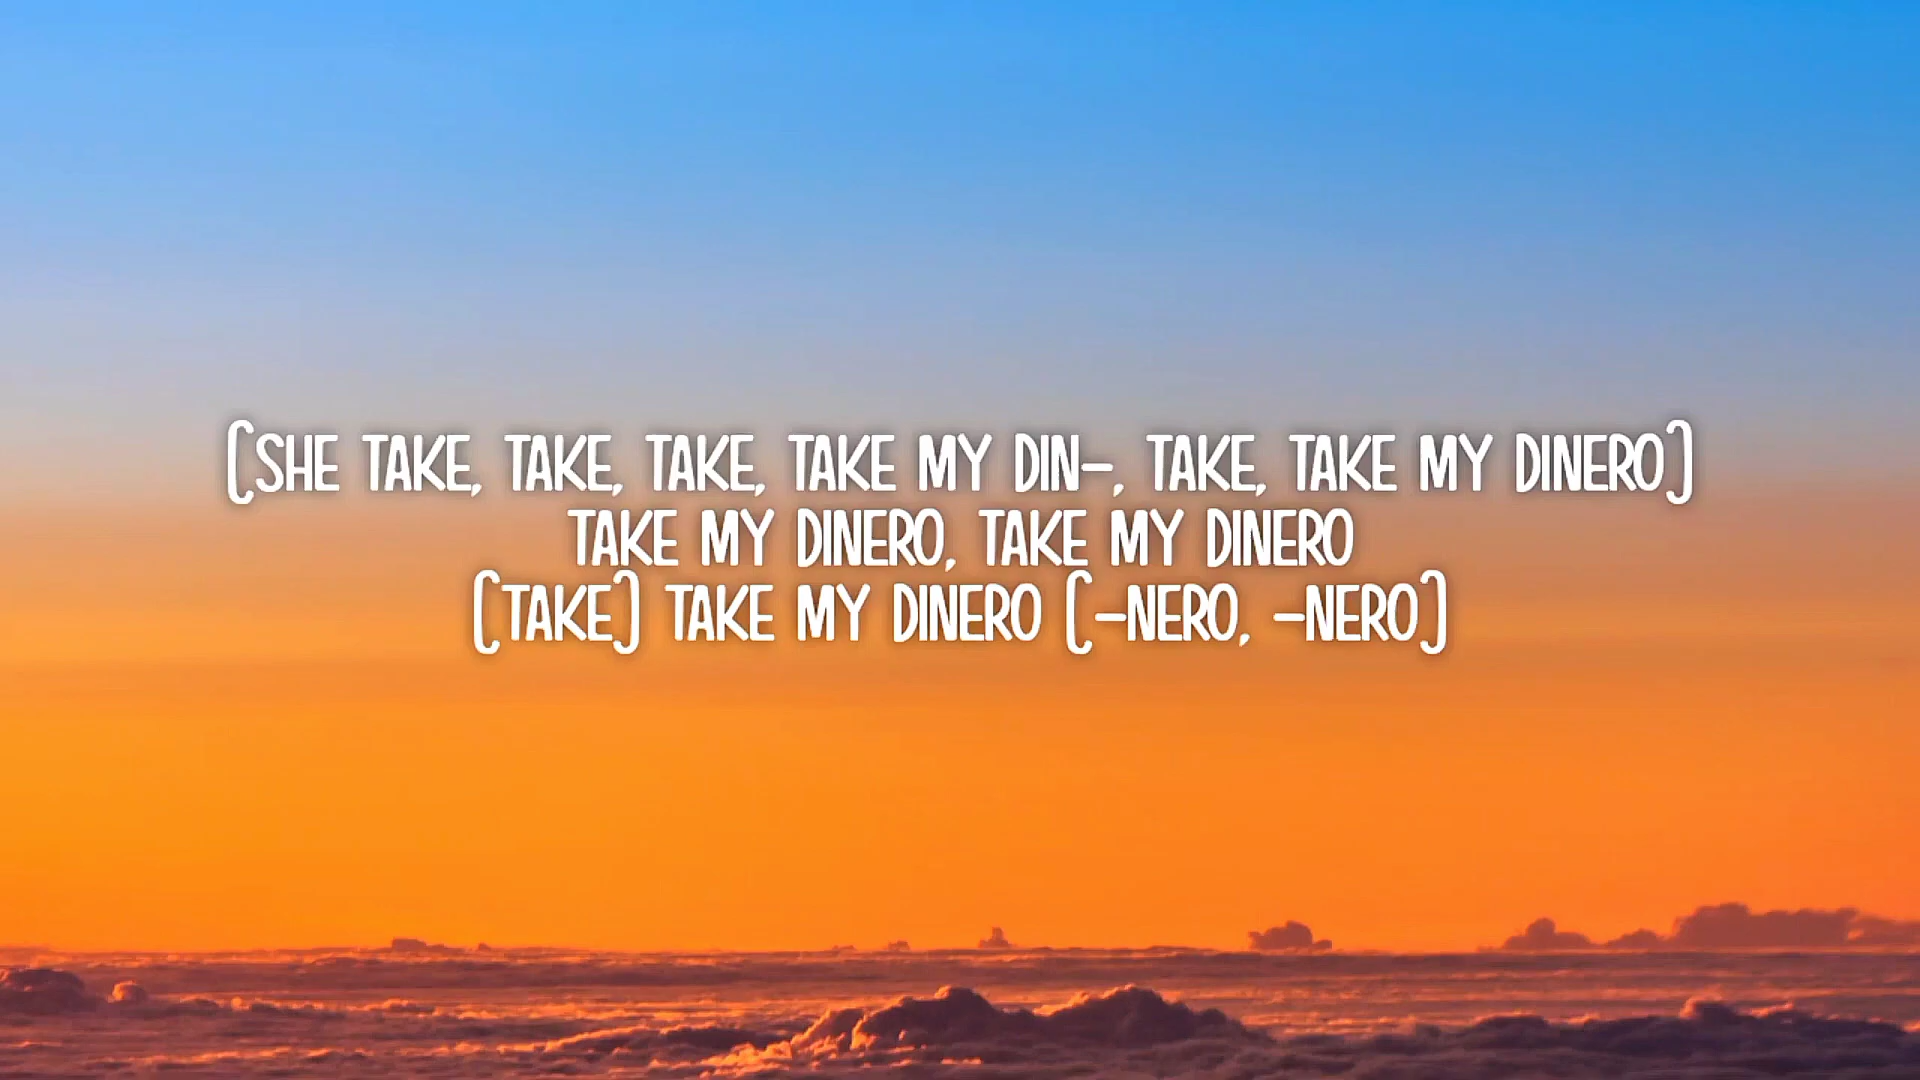 (SHE TAKE, TAKE, TAKE, TAKE MY DIN-, TAKE, TAKE MY DINERO)
TAKE MY DINERO, TAKE MY DINERO
(TAKE) TAKE MY DINERO (-NERO, -NERO)